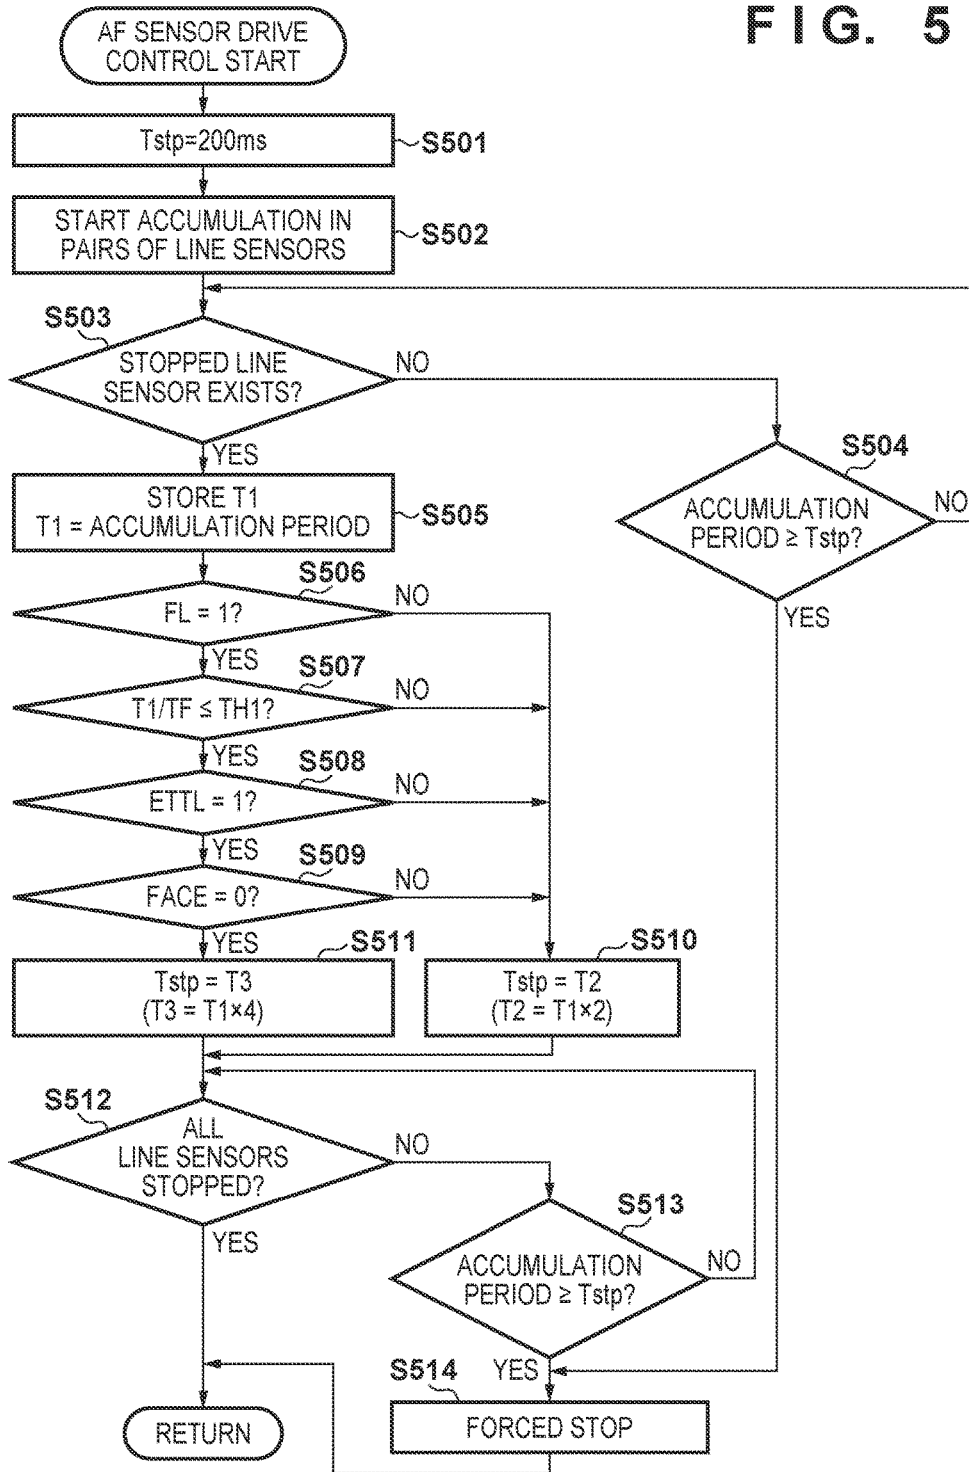 FIG. 5
AF SENSOR DRIVE
CONTROL START
Tstp=200ms
S501
START ACCUMULATION IN
PAIRS OF LINE SENSORS
S502
S503
STOPPED LINE
SENSOR EXISTS?
NO
YES
S504
ACCUMULATION
PERIOD ≥ Tstp?
NO
YES
STORE T1
T1 = ACCUMULATION PERIOD
S505
S506
FL = 1?
NO
YES
S507
T1/TF ≤ TH1?
NO
YES
S508
ETTL = 1?
NO
YES
S509
FACE = 0?
NO
YES
S511
Tstp = T3
(T3 = T1×4)
S510
Tstp = T2
(T2 = T1×2)
S512
ALL
LINE SENSORS
STOPPED?
NO
YES
S513
ACCUMULATION
PERIOD ≥ Tstp?
NO
YES
S514
FORCED STOP
RETURN